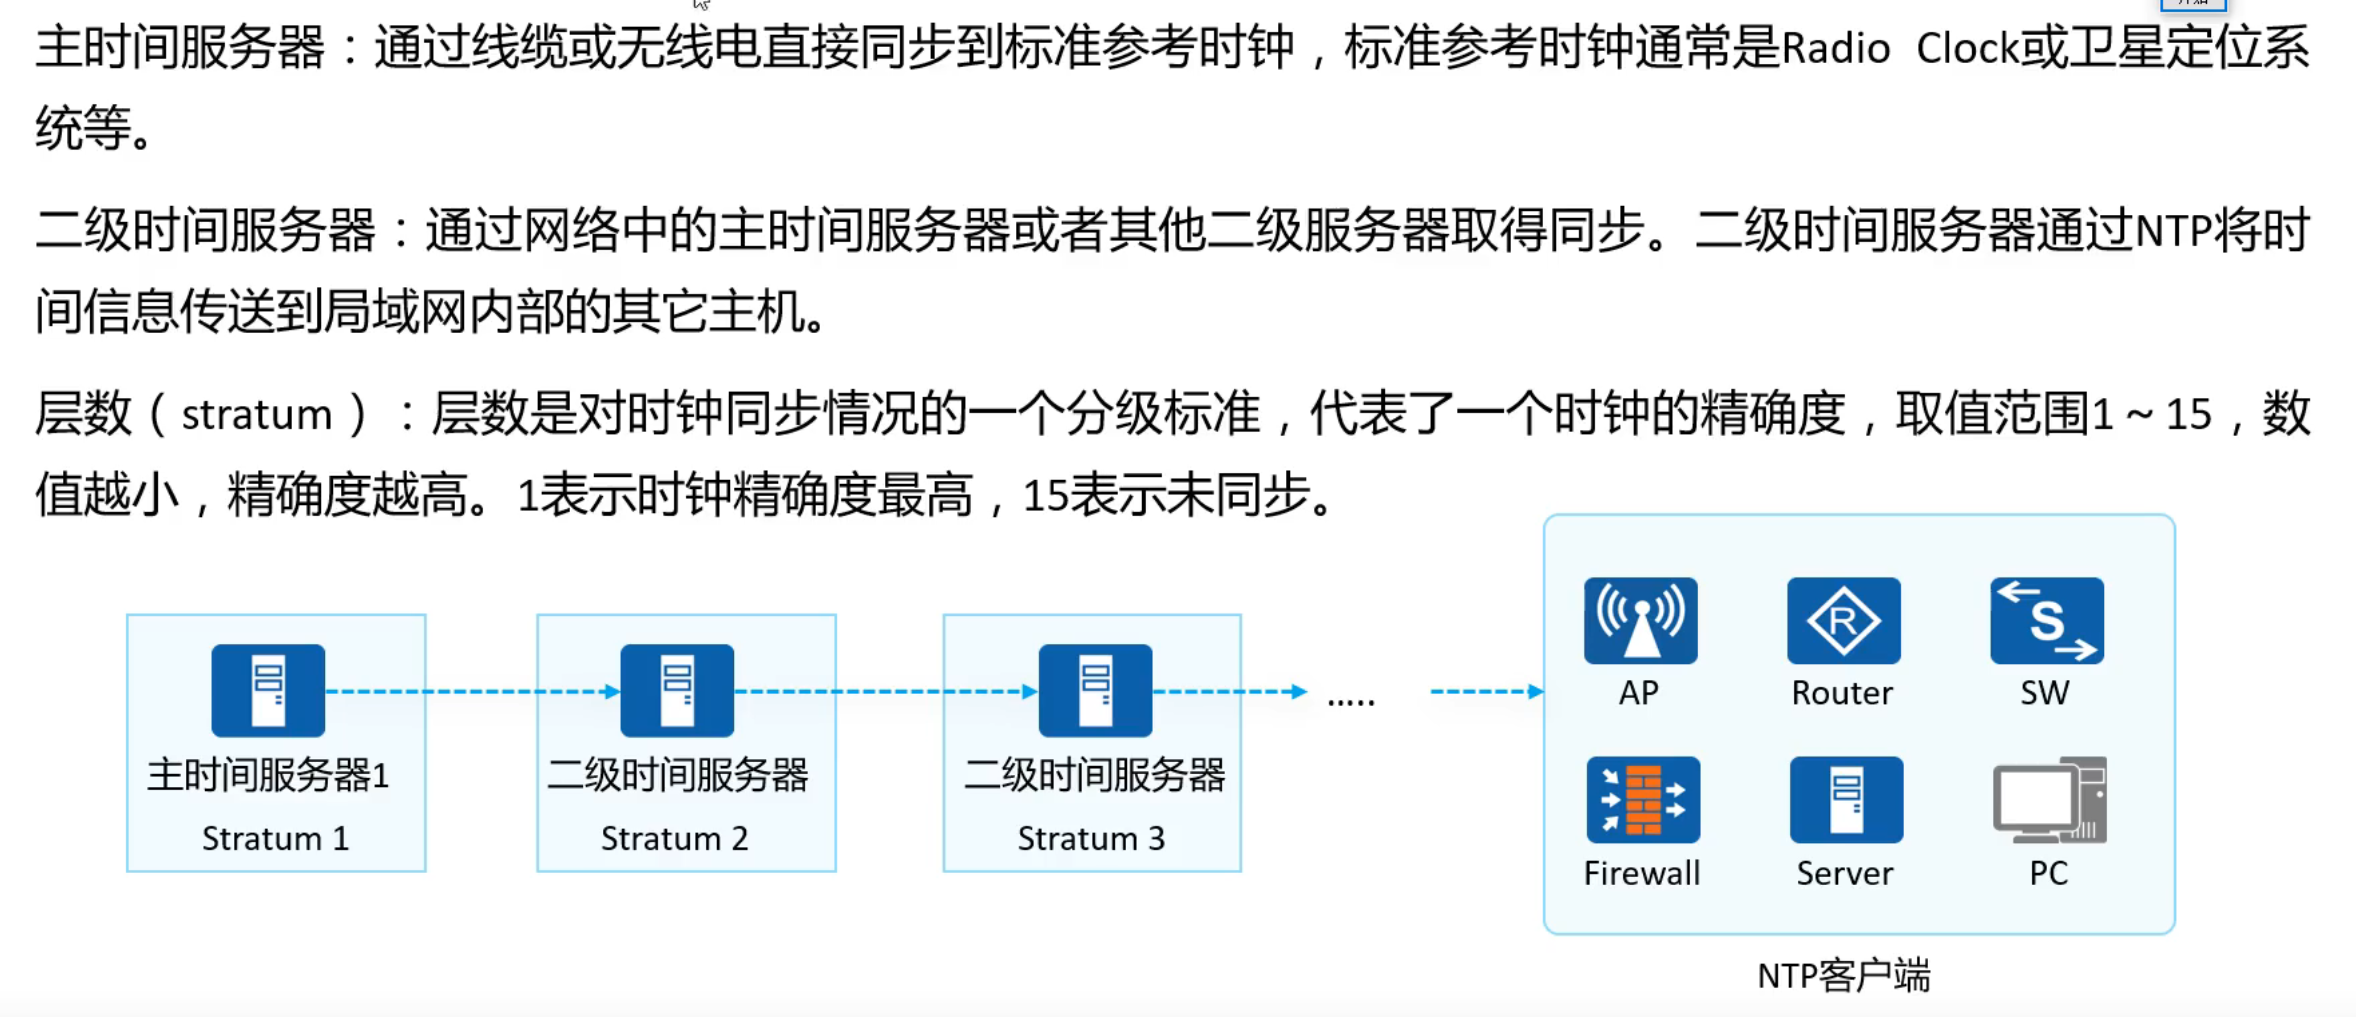 主时间服务器：通过线缆或无线电直接同步到标准参考时钟，标准参考时钟通常是Radio Clock或卫星定位系
统等。
二级时间服务器：通过网络中的主时间服务器或者其他二级服务器取得同步。二级时间服务器通过NTP将时
间信息传送到局域网内部的其它主机。
层数（stratum）：层数是对时钟同步情况的一个分级标准，代表了一个时钟的精确度，取值范围1～15，数
值越小，精确度越高。1表示时钟精确度最高，15表示未同步。
主时间服务器1
Stratum 1
二级时间服务器
Stratum 2
二级时间服务器
Stratum 3
.....
R
S
AP
Router
SW
Firewall
Server
PC
NTP客户端